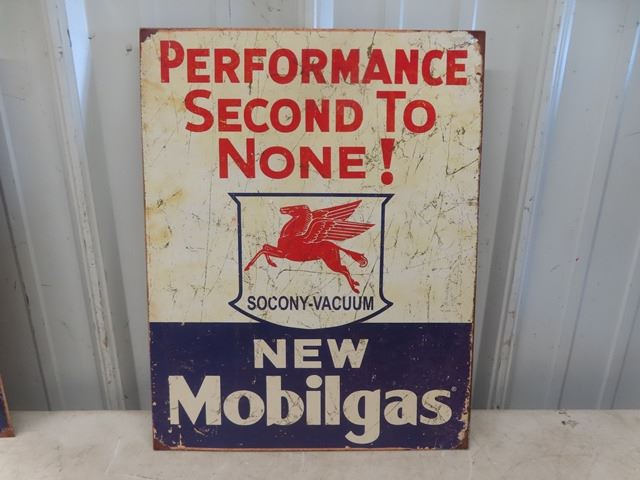 PERFORMANCE
SECOND TO
NONE!
SOCONY-VACUUM
NEW
Mobilgas